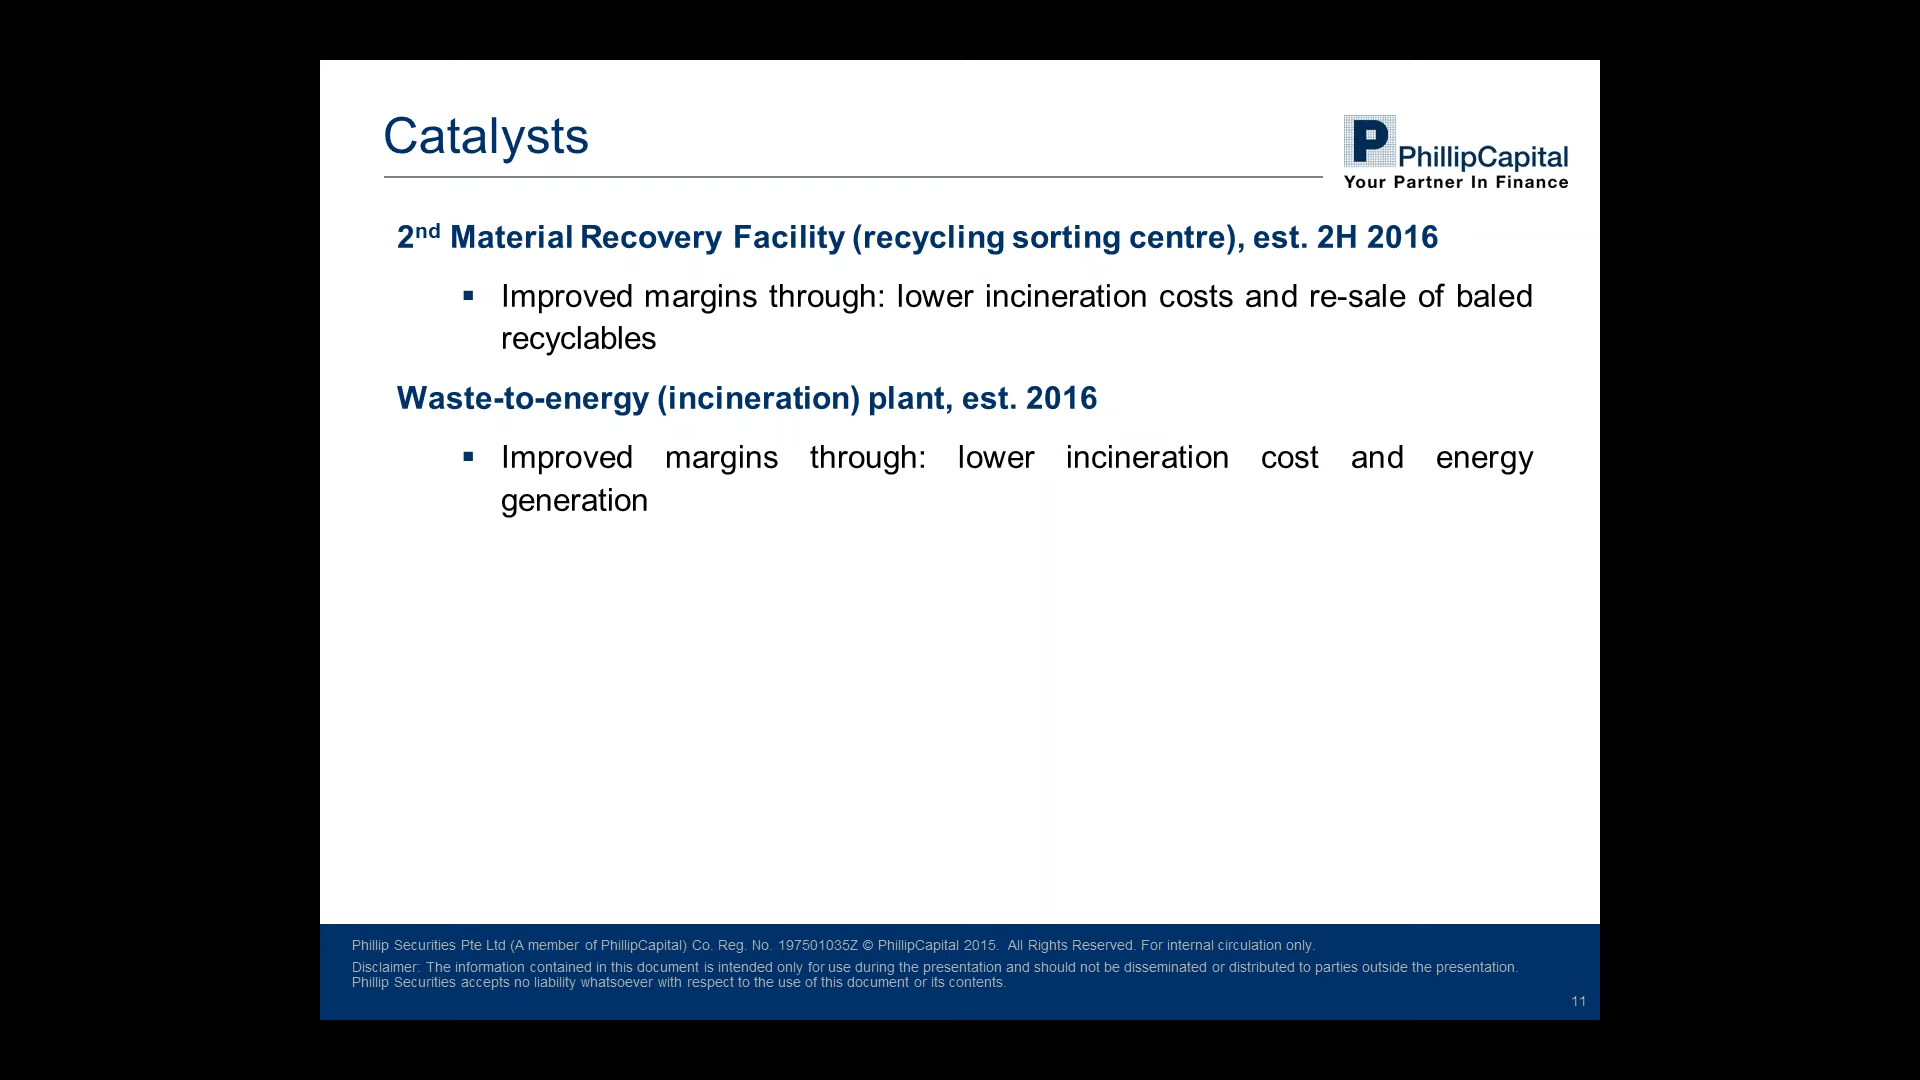 Catalysts
P
PhillipCapital
Your Partner In Finance
2nd Material Recovery Facility (recycling sorting centre), est. 2H 2016
▪ Improved margins through: lower incineration costs and re-sale of baled
recyclables
Waste-to-energy (incineration) plant, est. 2016
▪ Improved margins through: lower incineration cost and energy
generation
Phillip Securities Pte Ltd (A member of PhillipCapital) Co. Reg. No. 197501035Z © PhillipCapital 2015. All Rights Reserved. For internal circulation only.
Disclaimer: The information contained in this document is intended only for use during the presentation and should not be disseminated or distributed to parties outside the presentation.
Phillip Securities accepts no liability whatsoever with respect to the use of this document or its contents.
11